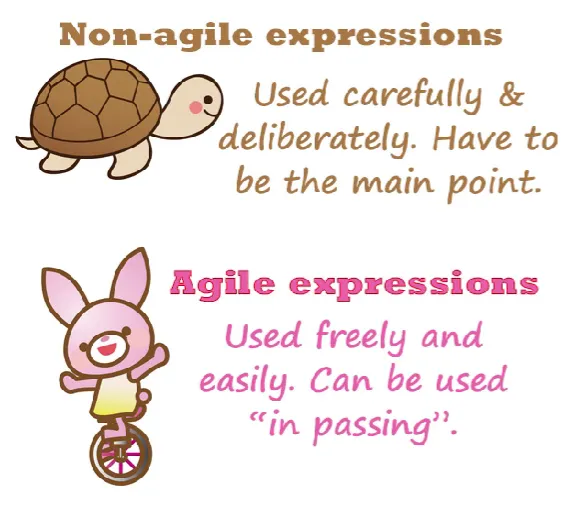 Non-agile expressions
Used carefully &
deliberately. Have to
be the main point.
Agile expressions
Used freely and
easily. Can be used
“in passing”.